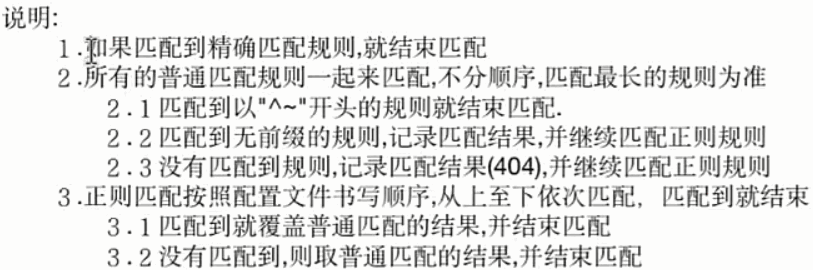 说明:
1.如果匹配到精确匹配规则,就结束匹配
2.所有的普通匹配规则一起来匹配,不分顺序,匹配最长的规则为准
2.1匹配到以"^~"开头的规则就结束匹配.
2.2匹配到无前缀的规则,记录匹配结果,并继续匹配正则规则
2.3没有匹配到规则,记录匹配结果(404),并继续匹配正则规则
3.正则匹配按照配置文件书写顺序,从上至下依次匹配, 匹配到就结束
3.1匹配到就覆盖普通匹配的结果,并结束匹配
3.2没有匹配到,则取普通匹配的结果,并结束匹配